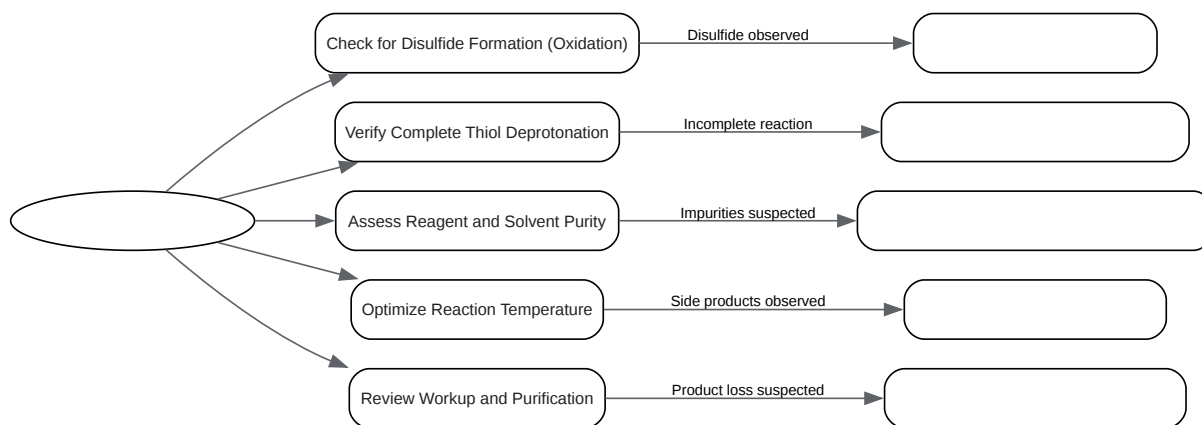 Check for Disulfide Formation (Oxidation)
Disulfide observed
Verify Complete Thiol Deprotonation
Incomplete reaction
Assess Reagent and Solvent Purity
Impurities suspected
Optimize Reaction Temperature
Side products observed
Review Workup and Purification
Product loss suspected